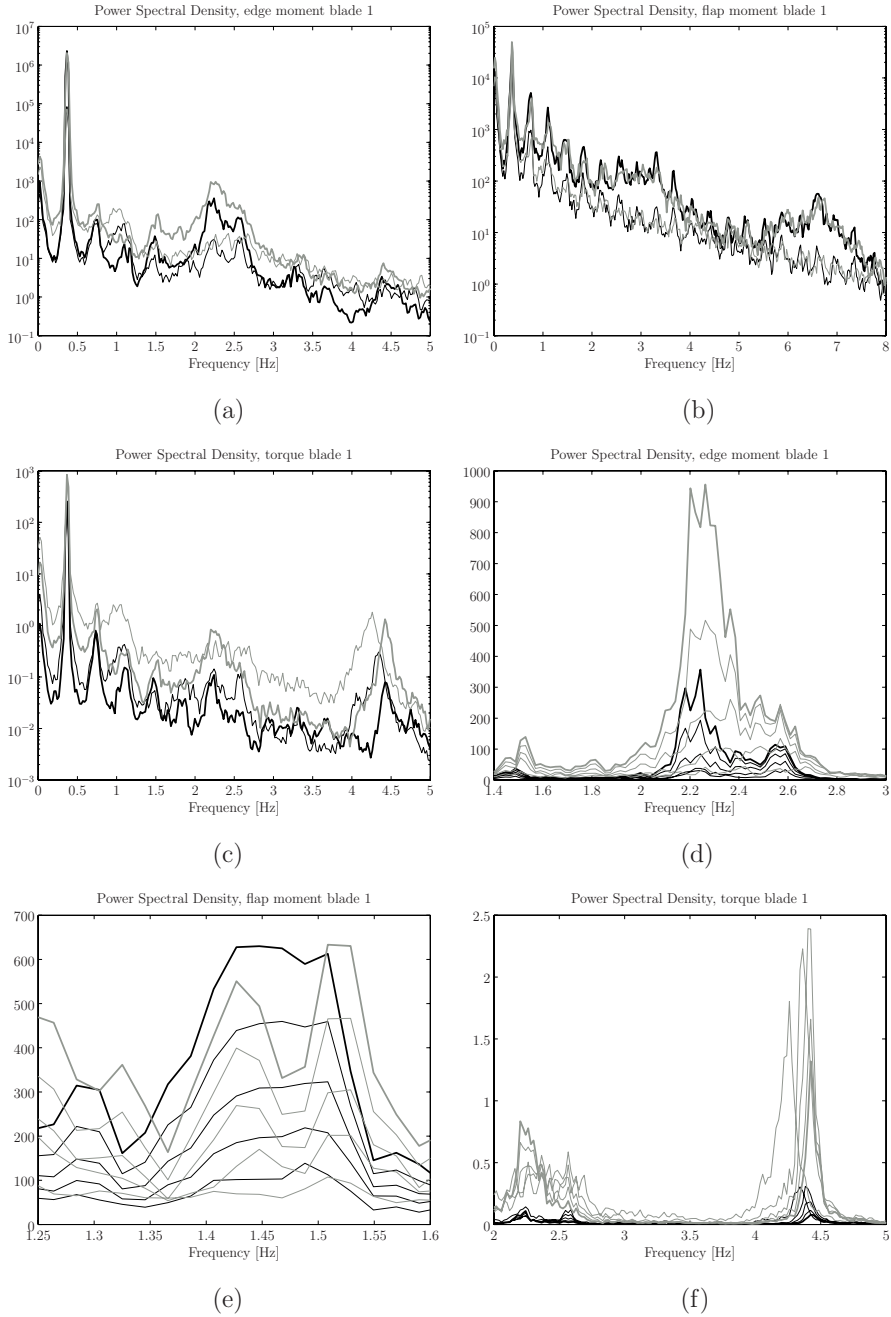 Power Spectral Density, edge moment blade 1
10^7
10^6
10^5
10^4
10^3
10^2
10^1
10^0
10^−1
0 0.5 1 1.5 2 2.5 3 3.5 4 4.5 5
Frequency [Hz]
(a)
Power Spectral Density, flap moment blade 1
10^5
10^4
10^3
10^2
10^1
10^0
10^−1
0 1 2 3 4 5 6 7 8
Frequency [Hz]
(b)
Power Spectral Density, torque blade 1
10^3
10^2
10^1
10^0
10^−1
10^−2
10^−3
0 0.5 1 1.5 2 2.5 3 3.5 4 4.5 5
Frequency [Hz]
(c)
Power Spectral Density, edge moment blade 1
1000
900
800
700
600
500
400
300
200
100
0
1.4 1.6 1.8 2 2.2 2.4 2.6 2.8 3
Frequency [Hz]
(d)
Power Spectral Density, flap moment blade 1
700
600
500
400
300
200
100
0
1.25 1.3 1.35 1.4 1.45 1.5 1.55 1.6
Frequency [Hz]
(e)
Power Spectral Density, torque blade 1
2.5
2
1.5
1
0.5
0
2 2.5 3 3.5 4 4.5 5
Frequency [Hz]
(f)